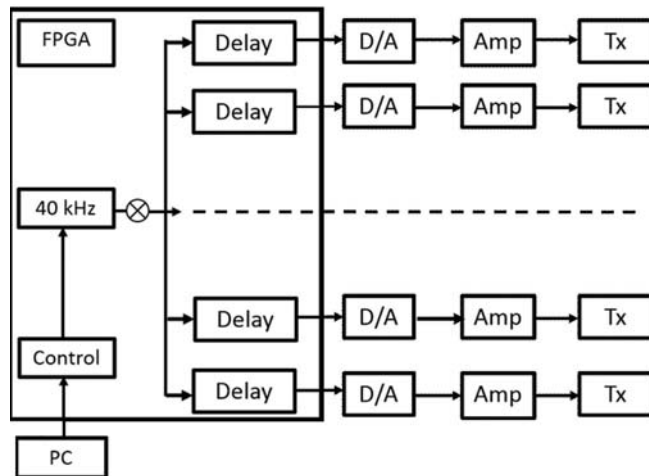 FPGA
Delay D/A Amp Tx
Delay D/A Amp Tx
40 kHz
Delay D/A Amp Tx
Control
Delay D/A Amp Tx
PC